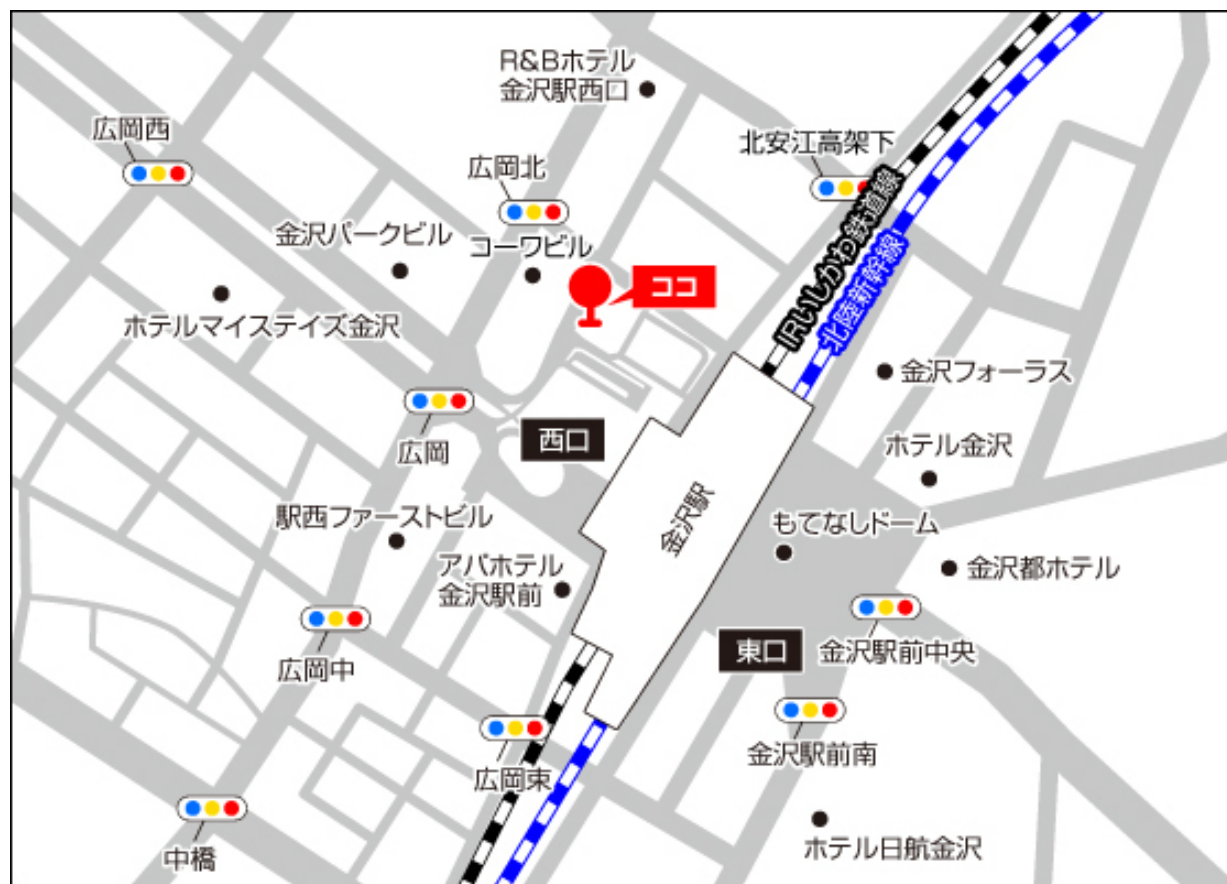 R&Bホテル
金沢駅西口
広岡西
北安江高架下
広岡北
金沢パークビル
コーワビル
ココ
IRいしかわ鉄道線
北陸新幹線
ホテルマイステイズ金沢
金沢フォーラス
西口
広岡
ホテル金沢
駅西ファーストビル
金沢駅
もてなしドーム
アパホテル
金沢駅前
金沢都ホテル
東口
金沢駅前中央
広岡中
金沢駅前南
広岡東
中橋
ホテル日航金沢